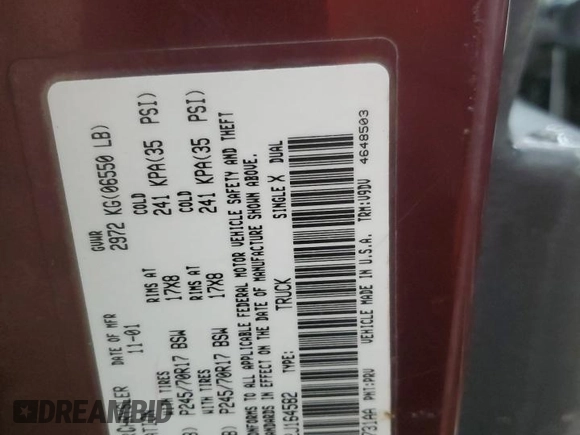 DATE OF MFR GVWR
11-01 2972 KG(06550 LB)
WITH TIRES RIMS AT COLD
P245/70R17 BSW 17X8 241 KPA(35 PSI)
WITH TIRES RIMS AT COLD
P245/70R17 BSW 17X8 241 KPA(35 PSI)
TO ALL APPLICABLE FEDERAL MOTOR VEHICLE SAFETY AND THEFT
STANDARDS IN EFFECT ON THE DATE OF MANUFACTURE SHOWN ABOVE.
TYPE: TRUCK SINGLE X DUAL
PNT:PRV VEHICLE MADE IN U.S.A. TRM:V9DV
4648503
DREAMBID